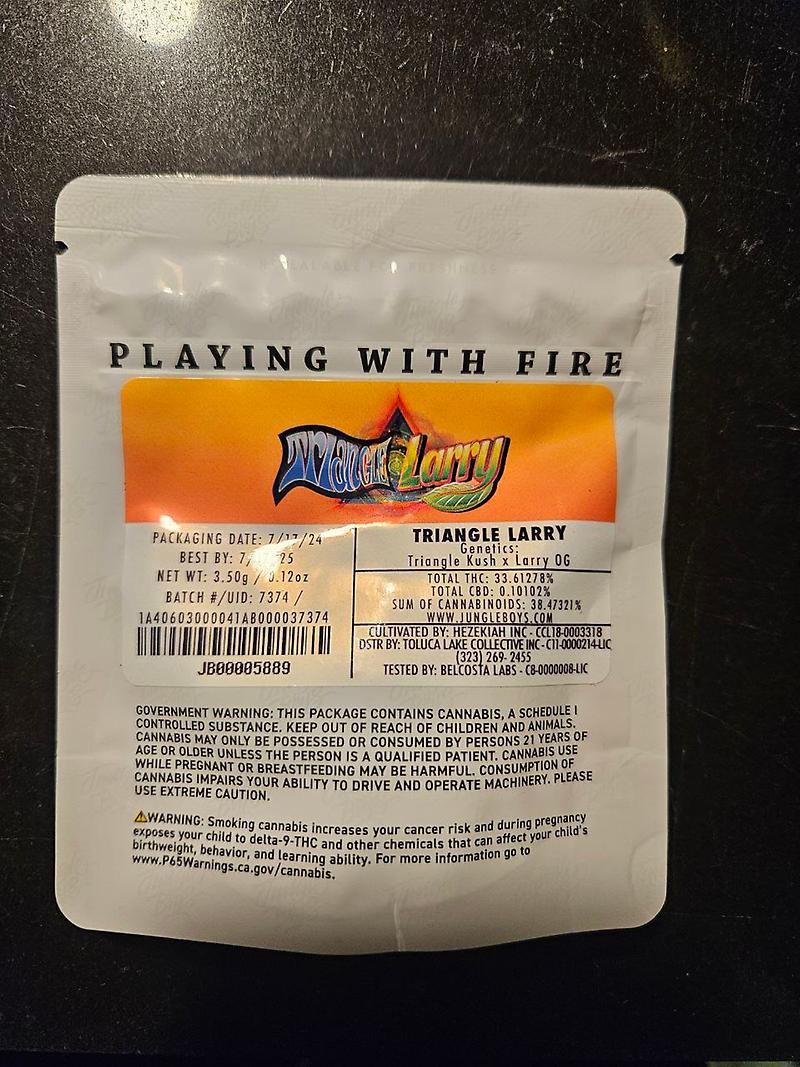 PLAYING WITH FIRE
Triangle Larry
PACKAGING DATE: 7/17/24
BEST BY: 25
NET WT: 3.50g / 0.12oz
BATCH #/UID: 7374 /
1A40603000041AB000037374
JB00005889
TRIANGLE LARRY
Genetics:
Triangle Kush x Larry OG
TOTAL THC: 33.61278%
TOTAL CBD: 0.10102%
SUM OF CANNABINOIDS: 38.47321%
WWW.JUNGLEBOYS.COM
CULTIVATED BY: HEZEKIAH INC - CCL18-0003318
DSTR BY: TOLUCA LAKE COLLECTIVE INC - C11-0000214-LIC
(323) 269-2455
TESTED BY: BELCOSTA LABS - C8-0000008-LIC
GOVERNMENT WARNING: THIS PACKAGE CONTAINS CANNABIS, A SCHEDULE I
CONTROLLED SUBSTANCE. KEEP OUT OF REACH OF CHILDREN AND ANIMALS.
CANNABIS MAY ONLY BE POSSESSED OR CONSUMED BY PERSONS 21 YEARS OF
AGE OR OLDER UNLESS THE PERSON IS A QUALIFIED PATIENT. CANNABIS USE
WHILE PREGNANT OR BREASTFEEDING MAY BE HARMFUL. CONSUMPTION OF
CANNABIS IMPAIRS YOUR ABILITY TO DRIVE AND OPERATE MACHINERY. PLEASE
USE EXTREME CAUTION.
⚠WARNING: Smoking cannabis increases your cancer risk and during pregnancy
exposes your child to delta-9-THC and other chemicals that can affect your child's
birthweight, behavior, and learning ability. For more information go to
www.P65Warnings.ca.gov/cannabis.